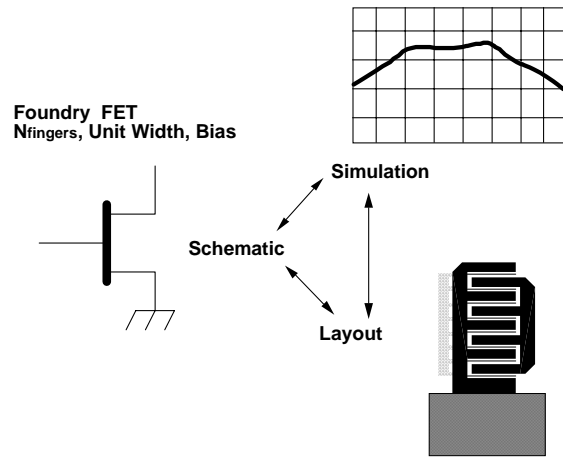 Foundry FET
Nfingers, Unit Width, Bias
Simulation
Schematic
Layout